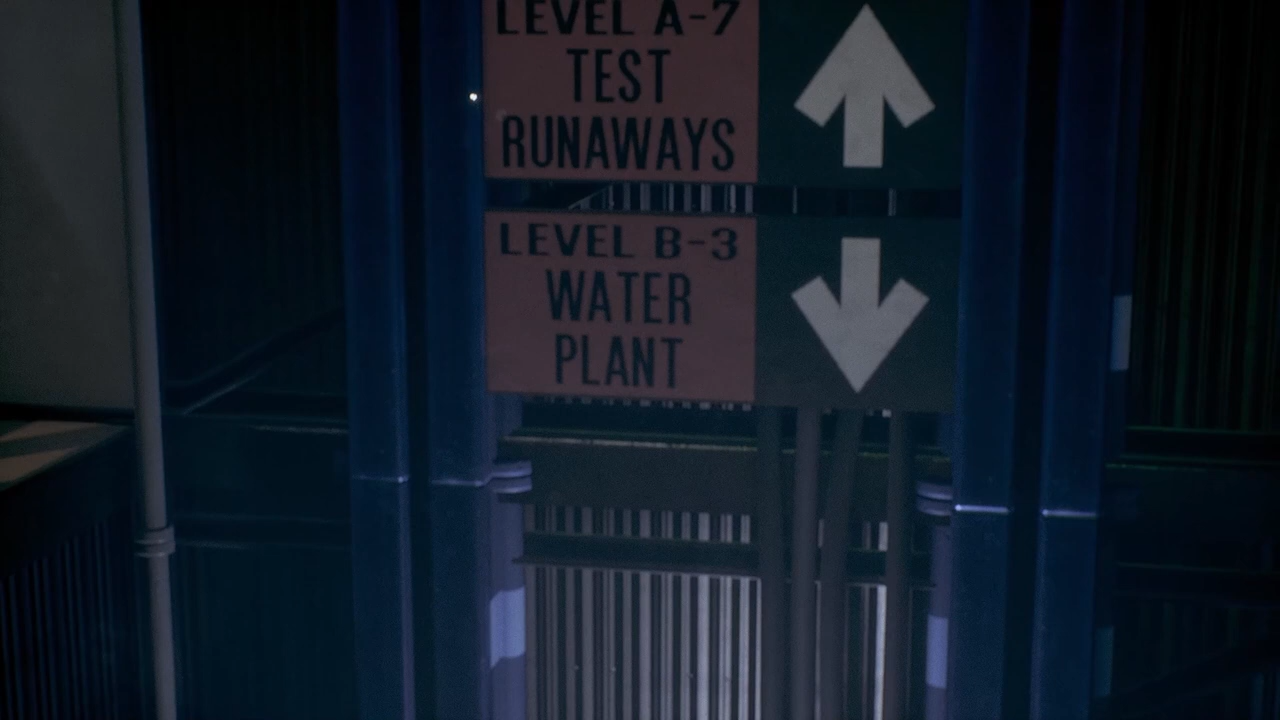 LEVEL A-7
TEST
RUNAWAYS
LEVEL B-3
WATER
PLANT